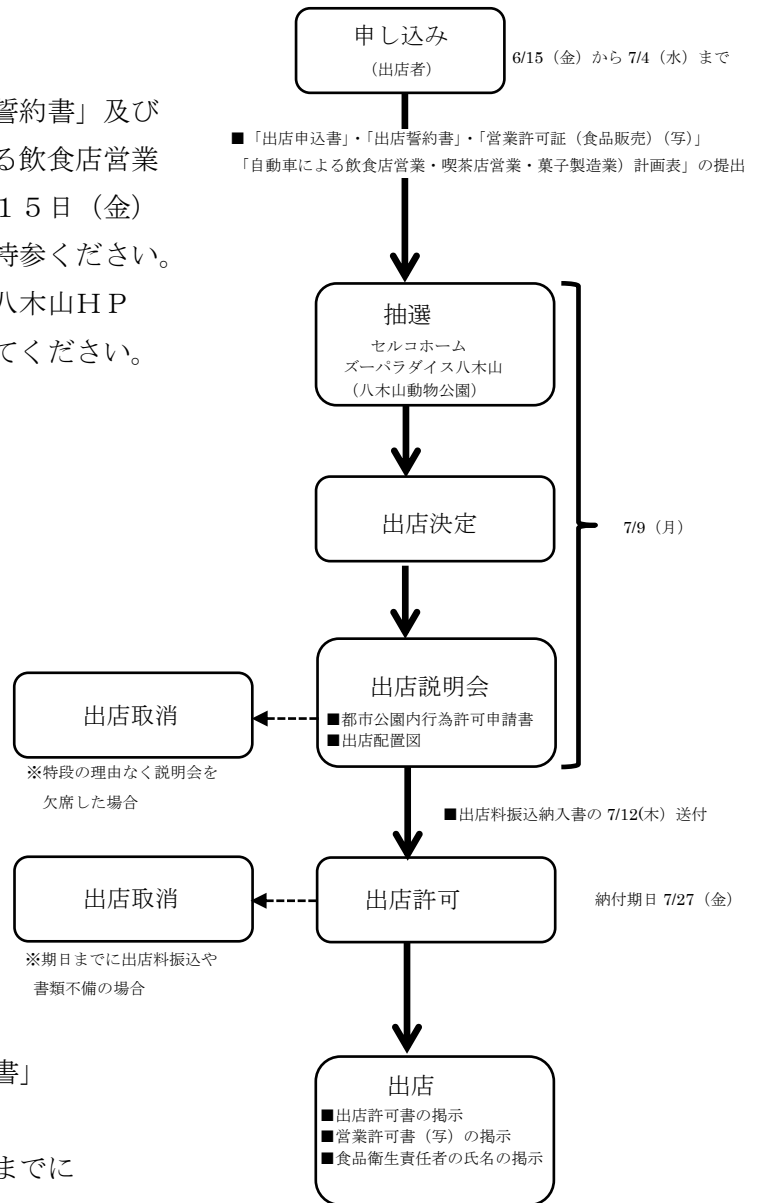 申し込み
（出店者）
6/15（金）から 7/4（水）まで
誓約書」及び
る飲食店営業
１５日（金）
持参ください。
八木山ＨＰ
てください。
■「出店申込書」・「出店誓約書」・「営業許可証（食品販売）（写）」
「自動車による飲食店営業・喫茶店営業・菓子製造業）計画表」の提出
抽選
セルコホーム
ズーパラダイス八木山
（八木山動物公園）
出店決定
7/9（月）
出店説明会
■都市公園内行為許可申請書
■出店配置図
出店取消
※特段の理由なく説明会を
欠席した場合
■出店料振込納入書の 7/12(木）送付
出店許可
納付期日 7/27（金）
出店取消
※期日までに出店料振込や
書類不備の場合
書」
までに
出店
■出店許可書の掲示
■営業許可書（写）の掲示
■食品衛生責任者の氏名の掲示